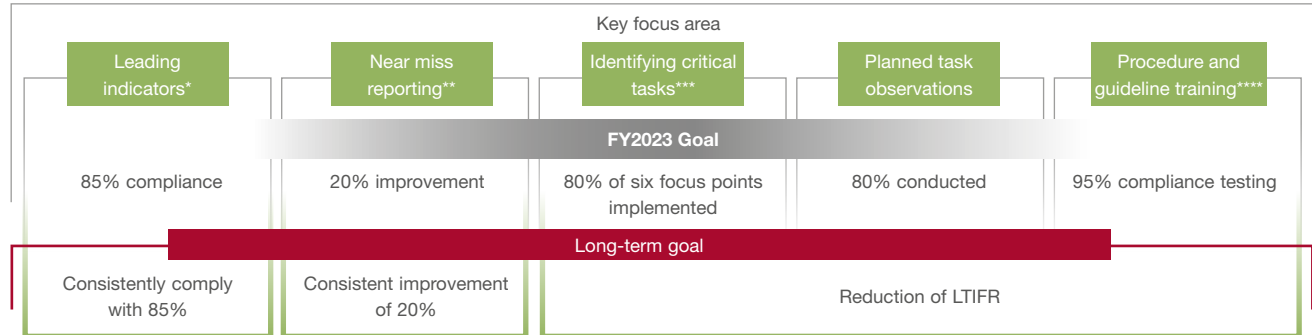 Key focus area
Leading
indicators*
Near miss
reporting**
Identifying critical
tasks***
Planned task
observations
Procedure and
guideline training****
FY2023 Goal
85% compliance
20% improvement
80% of six focus points
implemented
80% conducted
95% compliance testing
Long-term goal
Consistently comply
with 85%
Consistent improvement
of 20%
Reduction of LTIFR